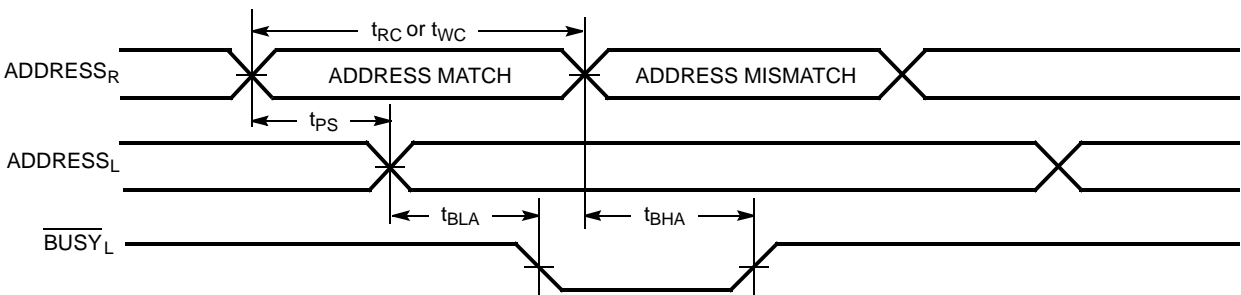 tRC or tWC
ADDRESSR ADDRESS MATCH ADDRESS MISMATCH
tPS
ADDRESSL
tBLA tBHA
BUSYL